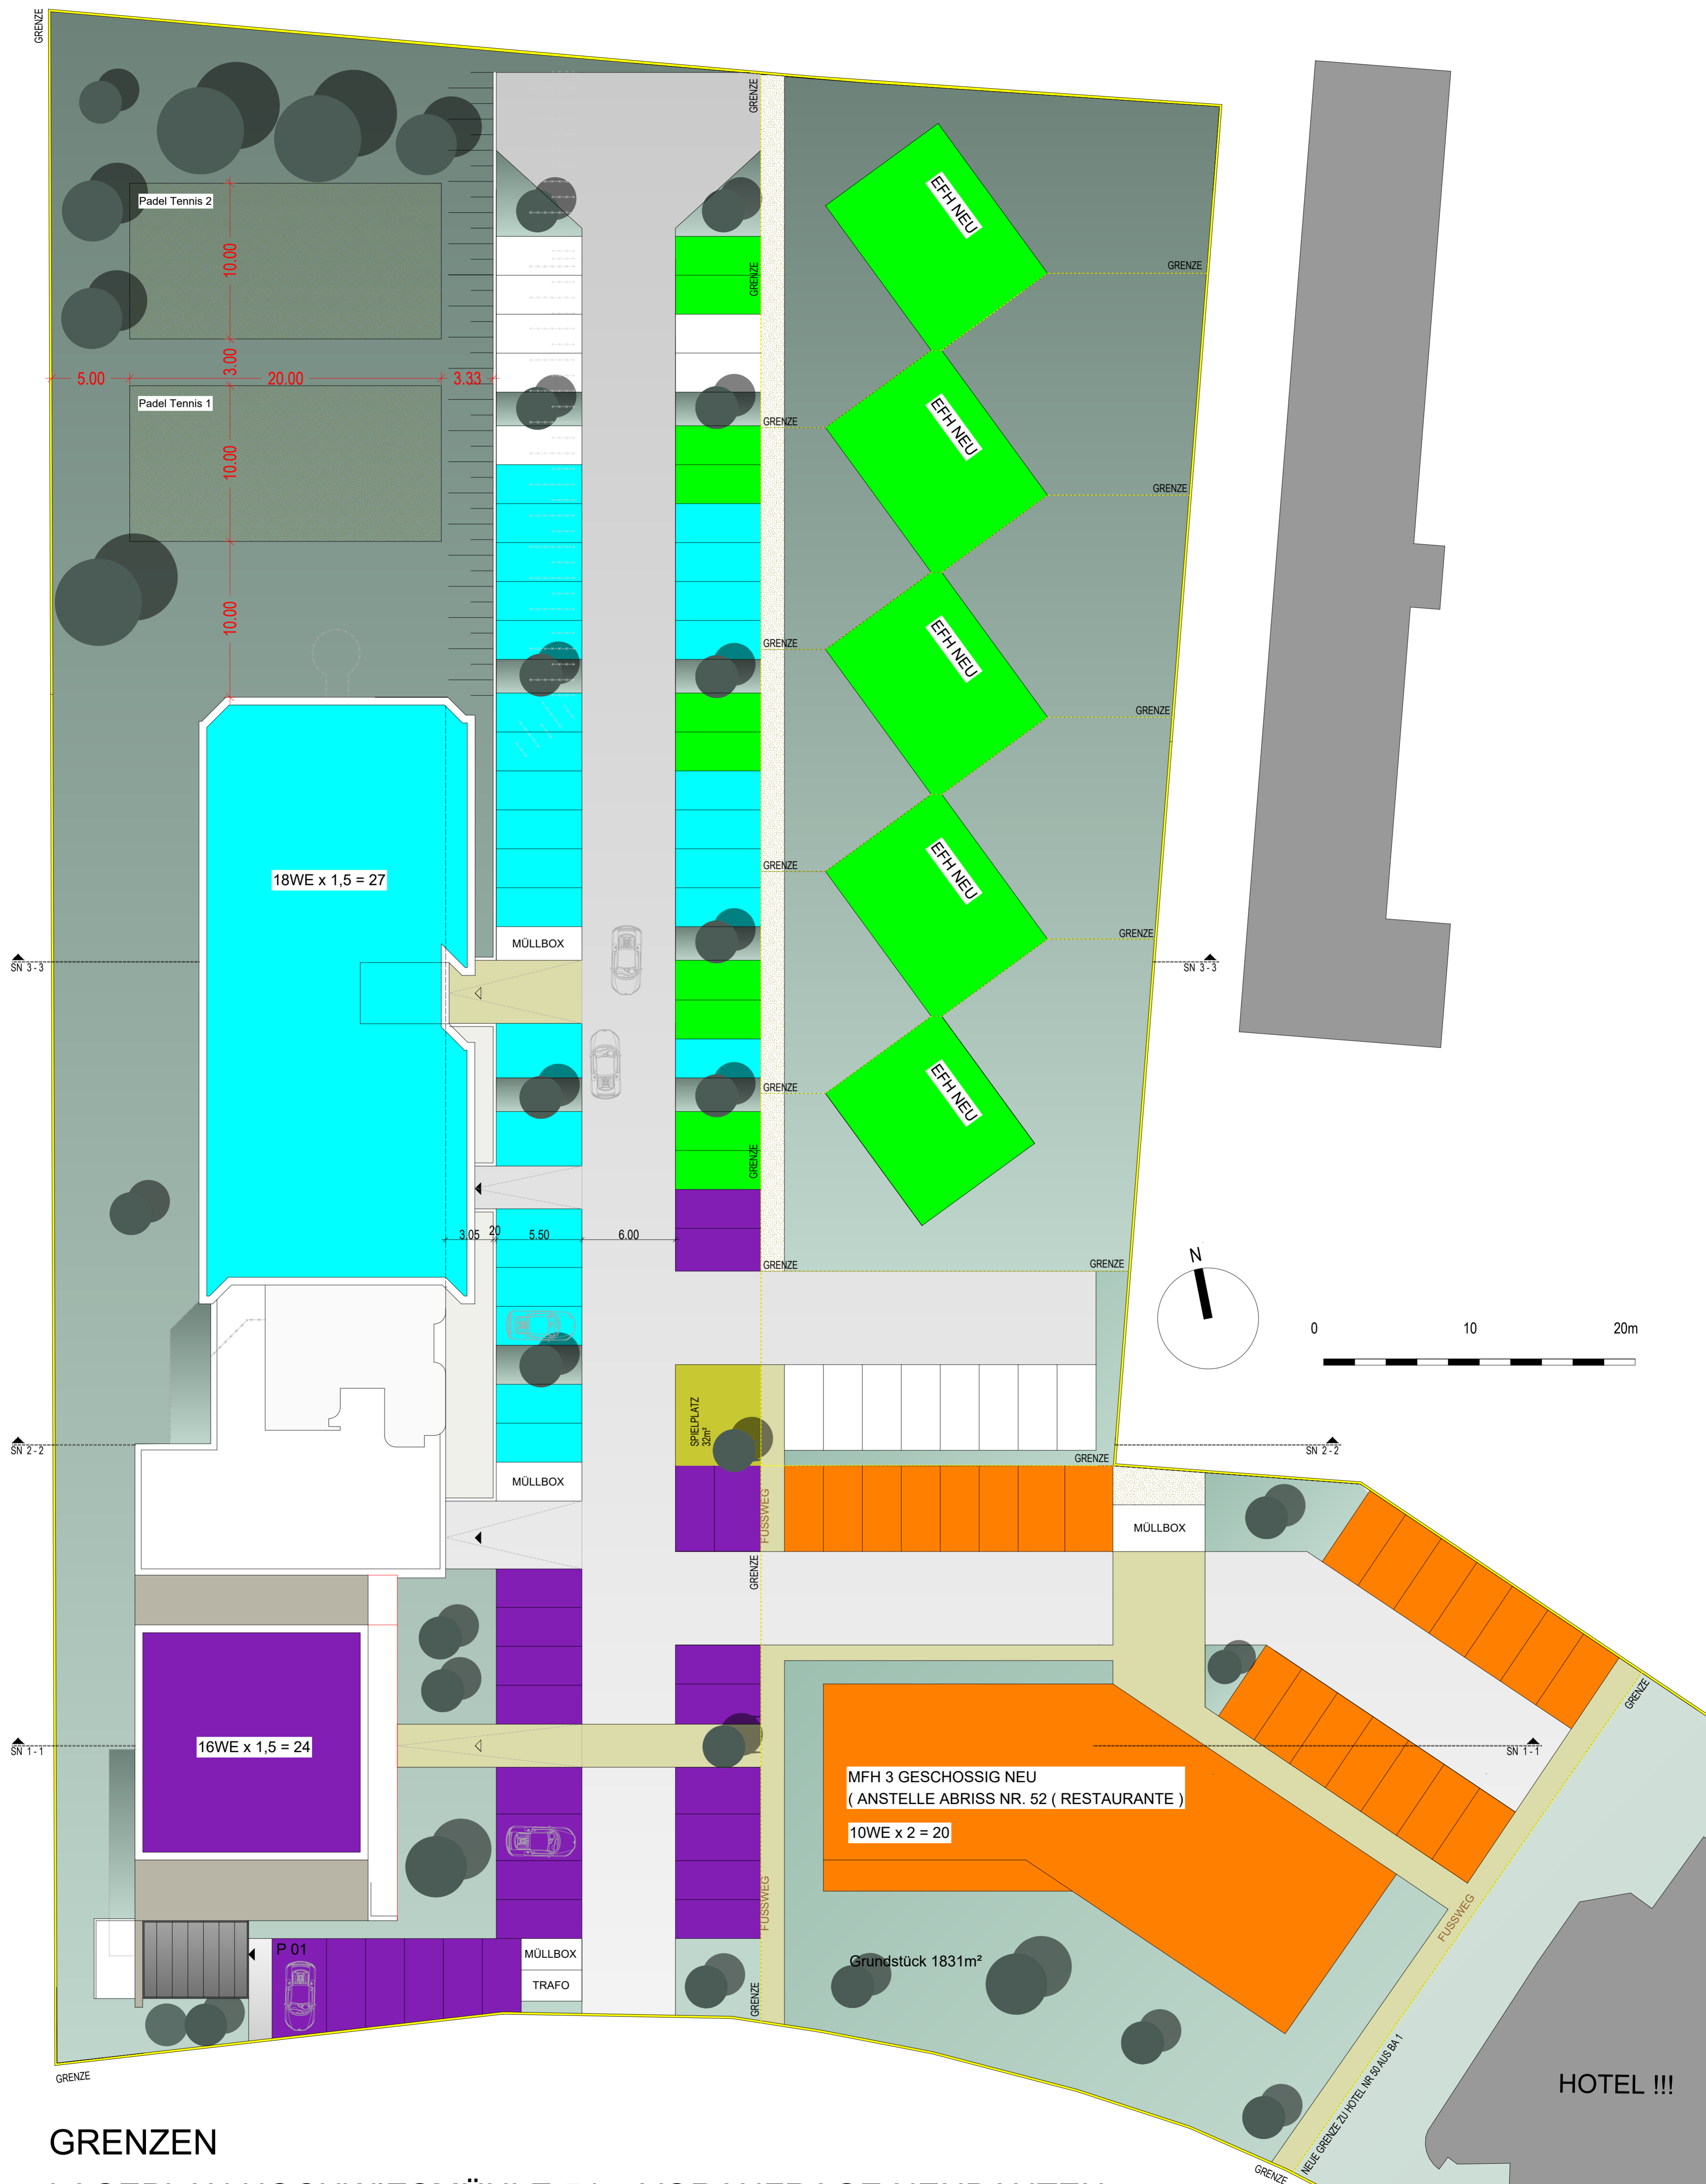 GRENZE
GRENZE
Padel Tennis 2
EFH NEU
10.00
GRENZE
GRENZE
3.00
5.00
20.00
3.33
Padel Tennis 1
EFH NEU
GRENZE
10.00
GRENZE
10.00
EFH NEU
GRENZE
GRENZE
18WE x 1,5 = 27
EFH NEU
GRENZE
GRENZE
MÜLLBOX
SN 3 - 3
SN 3 - 3
EFH NEU
GRENZE
GRENZE
3.05
20
5.50
6.00
GRENZE
GRENZE
N
0
10
20m
SPIELPLATZ
32m²
SN 2 - 2
SN 2 - 2
GRENZE
MÜLLBOX
FUSSWEG
MÜLLBOX
GRENZE
GRENZE
16WE x 1,5 = 24
SN 1 - 1
SN 1 - 1
MFH 3 GESCHOSSIG NEU
( ANSTELLE ABRISS NR. 52 ( RESTAURANTE )
10WE x 2 = 20
FUSSWEG
FUSSWEG
P 01
MÜLLBOX
TRAFO
Grundstück 1831m²
GRENZE
GRENZE
NEUE GRENZE ZU HOTEL NR 50 AUS BA 1
HOTEL !!!
GRENZE
GRENZEN